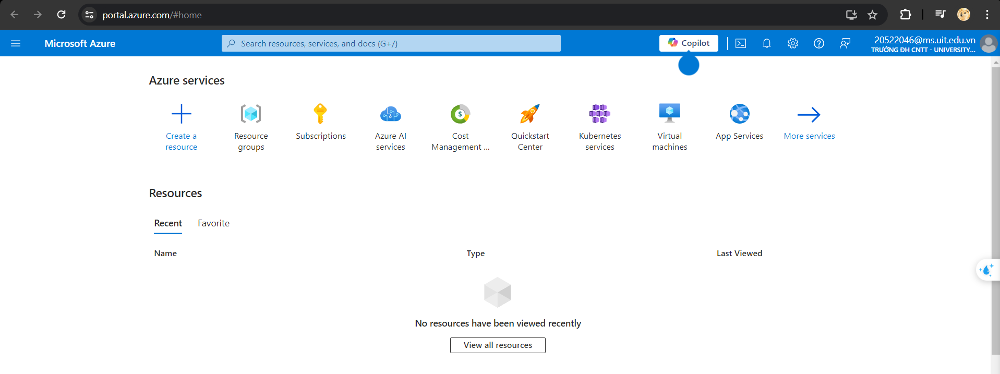 portal.azure.com/#home
Microsoft Azure
Search resources, services, and docs (G+/)
Copilot
20522046@ms.uit.edu.vn
TRƯỜNG ĐH CNTT - UNIVERSITY...
Azure services
Create a
resource
Resource
groups
Subscriptions
Azure AI
services
$
Cost
Management ...
Quickstart
Center
Kubernetes
services
Virtual
machines
App Services
More services
Resources
Recent
Favorite
Name
Type
Last Viewed
No resources have been viewed recently
View all resources